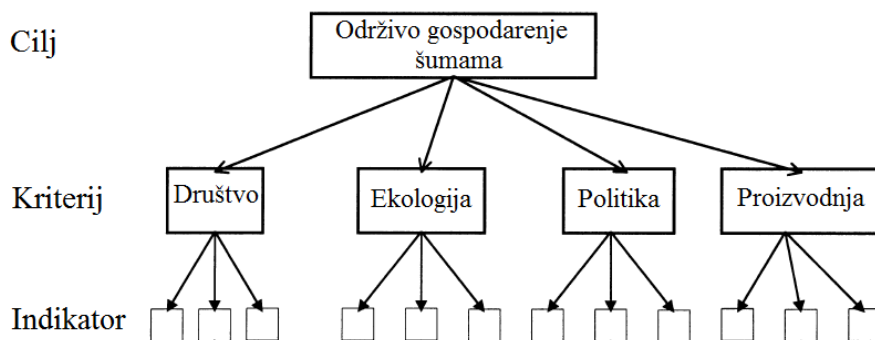 Cilj
Održivo gospodarenje
šumama
Kriterij
Društvo
Ekologija
Politika
Proizvodnja
Indikator